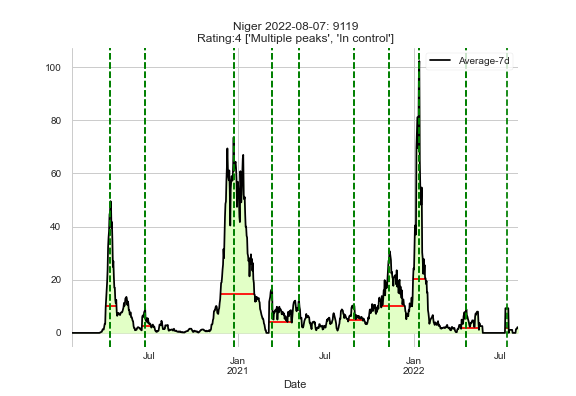 Niger 2022-08-07: 9119
Rating:4 ['Multiple peaks', 'In control']
Average-7d
100
80
60
40
20
0
Jul
Jan
2021
Jul
Jan
2022
Jul
Date